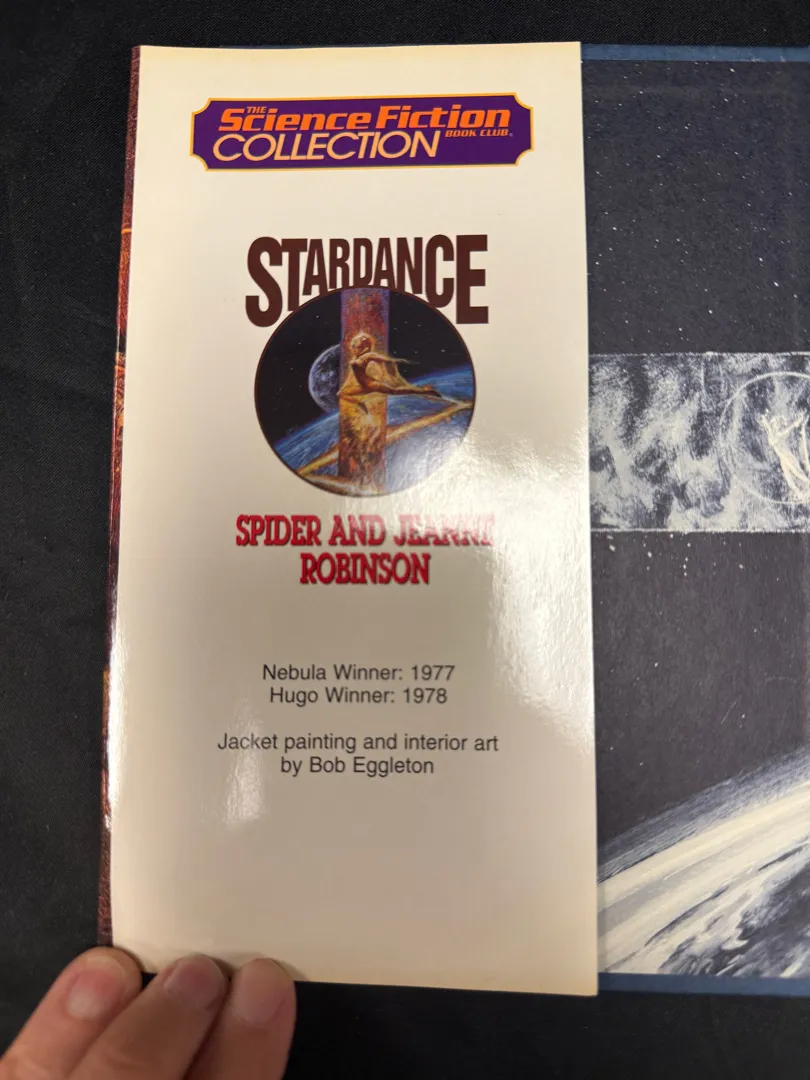 THE
Science Fiction
BOOK CLUB
COLLECTION
STARDANCE
SPIDER AND JEANNE
ROBINSON
Nebula Winner: 1977
Hugo Winner: 1978
Jacket painting and interior art
by Bob Eggleton